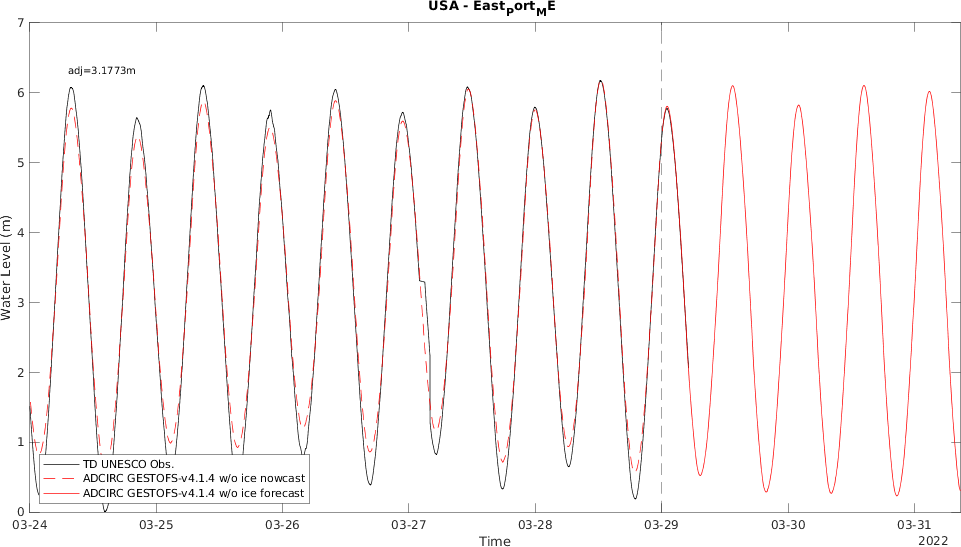 USA - EastPortME
7
adj=3.1773m
6
5
4
3
2
1
0
Water Level (m)
TD UNESCO Obs.
ADCIRC GESTOFS-v4.1.4 w/o ice nowcast
ADCIRC GESTOFS-v4.1.4 w/o ice forecast
03-24 03-25 03-26 03-27 03-28 03-29 03-30 03-31
Time
2022